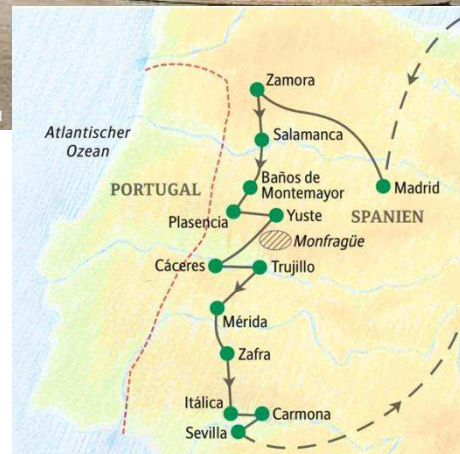 Zamora
Atlantischer
Ozean
Salamanca
Baños de
Montemayor
PORTUGAL
Madrid
Plasencia
Yuste
SPANIEN
Monfragüe
Cáceres
Trujillo
Mérida
Zafra
Itálica
Carmona
Sevilla